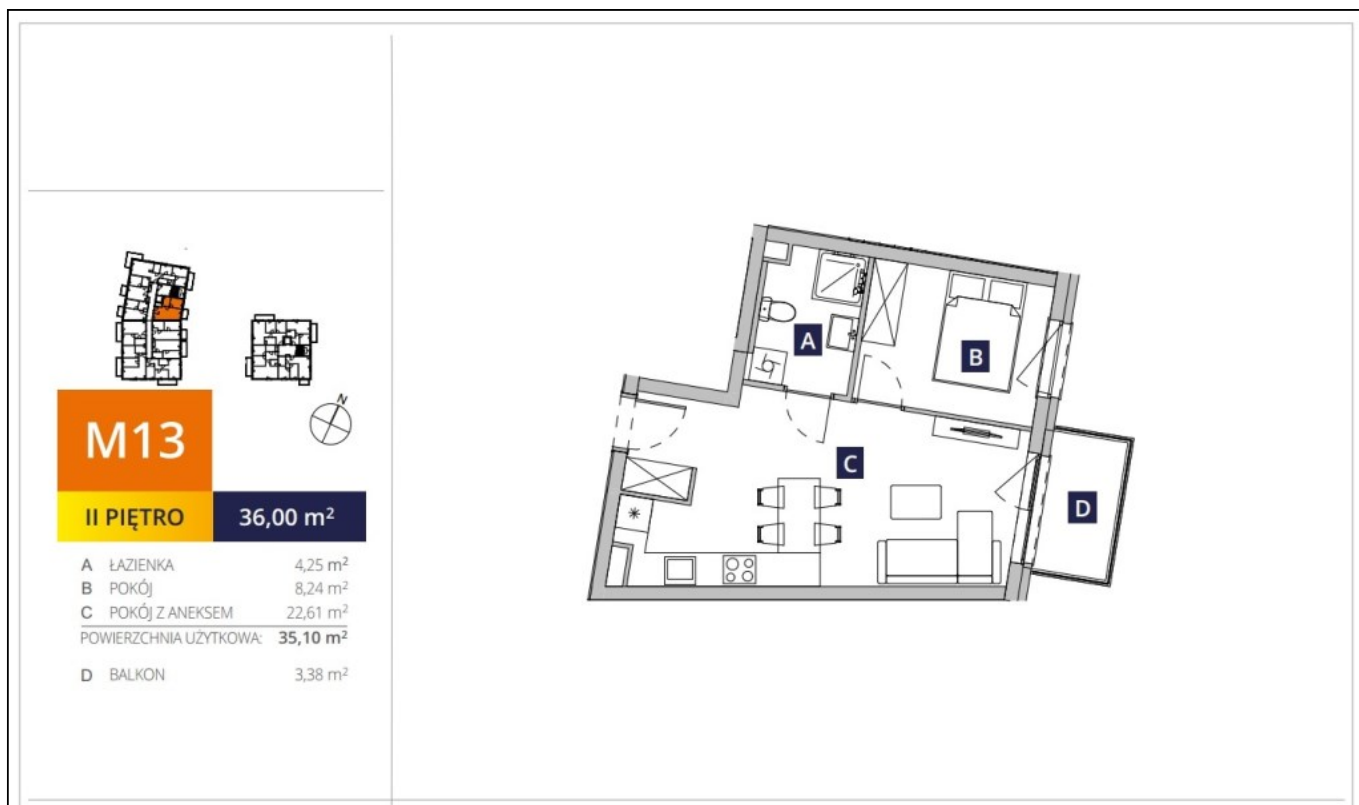 N
M13
II PIĘTRO 36,00 m²
A ŁAZIENKA 4,25 m²
B POKÓJ 8,24 m²
C POKÓJ Z ANEKSEM 22,61 m²
POWIERZCHNIA UŻYTKOWA: 35,10 m²
D BALKON 3,38 m²
A
B
C
D